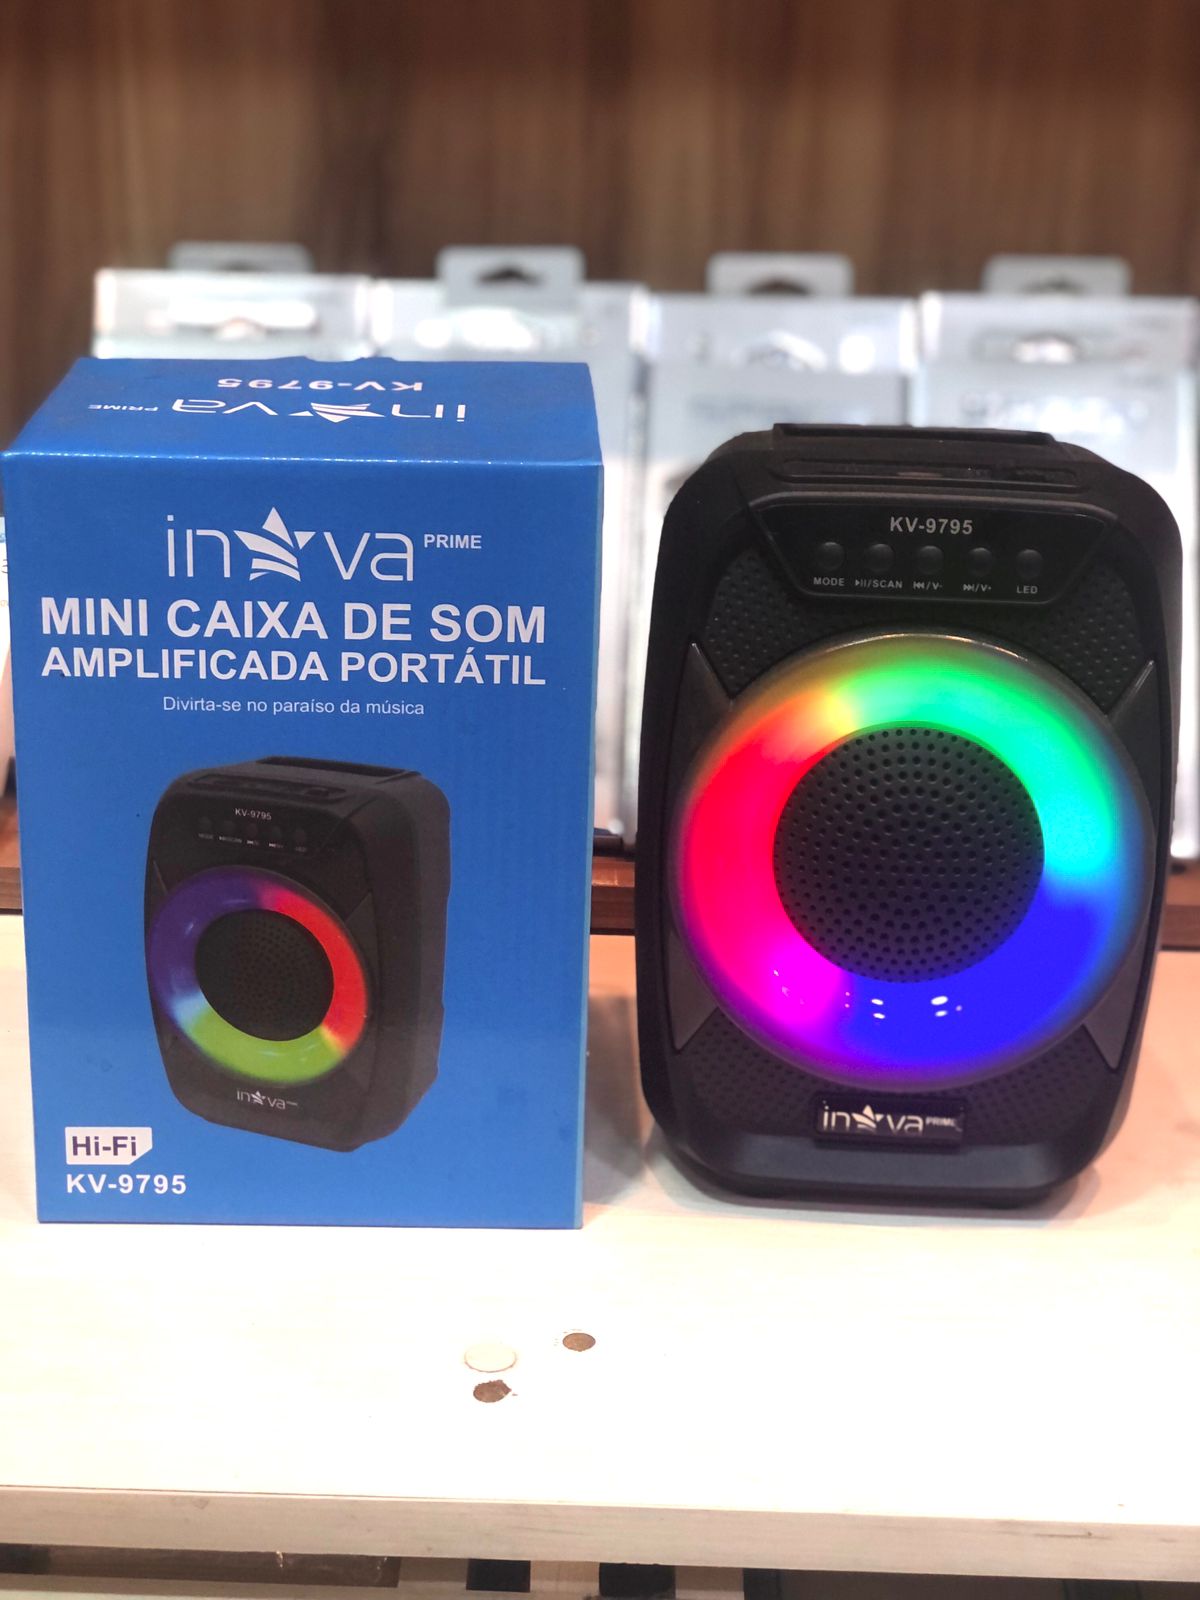 KV-9795
inova PRIME
inova PRIME
MINI CAIXA DE SOM
AMPLIFICADA PORTÁTIL
Divirta-se no paraíso da música
KV-9795
inova
Hi-Fi
KV-9795
KV-9795
MODE ⏯/SCAN ⏮/V- ⏭/V+ LED
inova PRIME